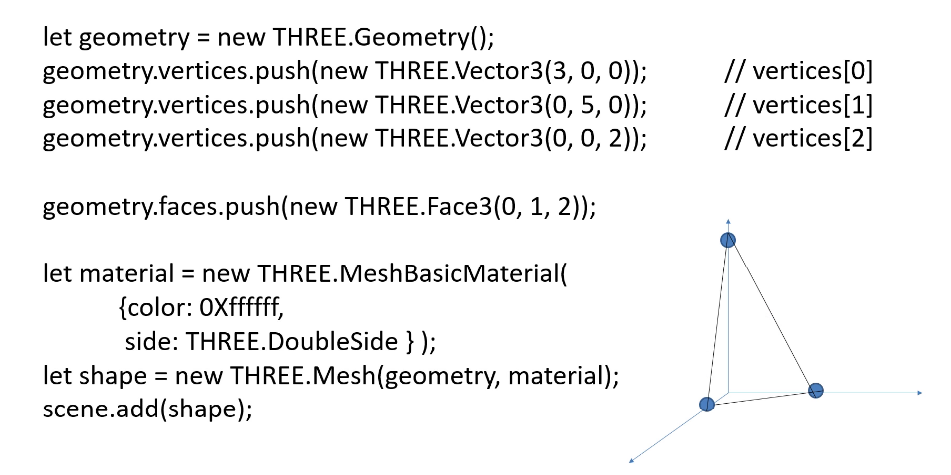 let geometry = new THREE.Geometry();
geometry.vertices.push(new THREE.Vector3(3, 0, 0)); // vertices[0]
geometry.vertices.push(new THREE.Vector3(0, 5, 0)); // vertices[1]
geometry.vertices.push(new THREE.Vector3(0, 0, 2)); // vertices[2]
geometry.faces.push(new THREE.Face3(0, 1, 2));
let material = new THREE.MeshBasicMaterial(
{color: 0Xffffff,
side: THREE.DoubleSide } );
let shape = new THREE.Mesh(geometry, material);
scene.add(shape);